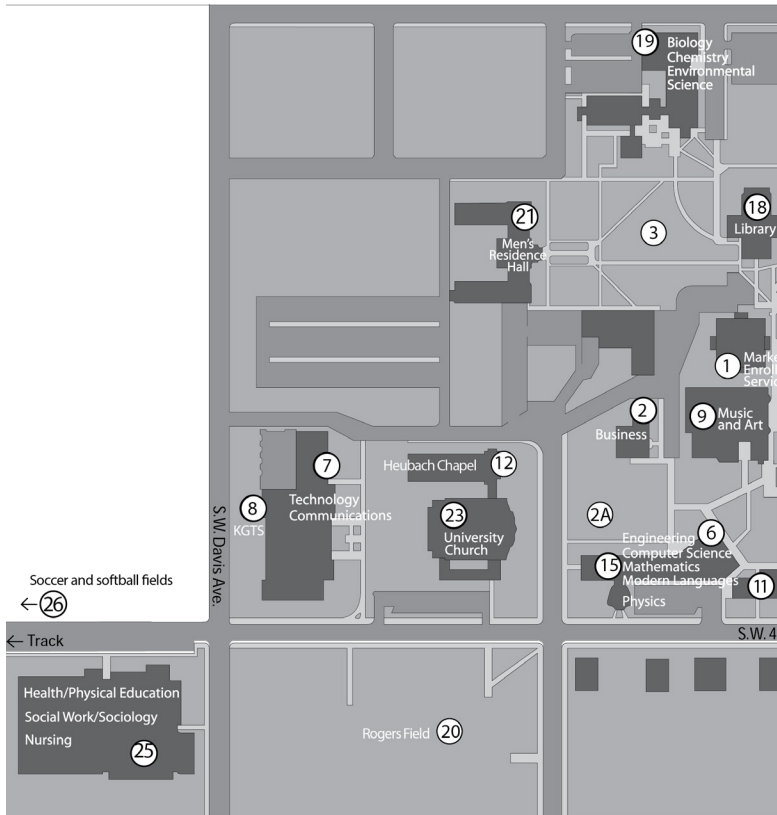 19
Biology
Chemistry
Environmental
Science
21
Men's
Residence
Hall
3
18
Library
1
Marke
Enroll
Servic
2
Business
9
Music
and Art
7
Technology
Communications
8
KGTS
Heubach Chapel
12
23
University
Church
2A
6
Engineering
Computer Science
15
Mathematics
Modern Languages
Physics
11
S.W. Davis Ave.
Soccer and softball fields
← 26
← Track
S.W. 4
Health/Physical Education
Social Work/Sociology
Nursing
25
Rogers Field 20